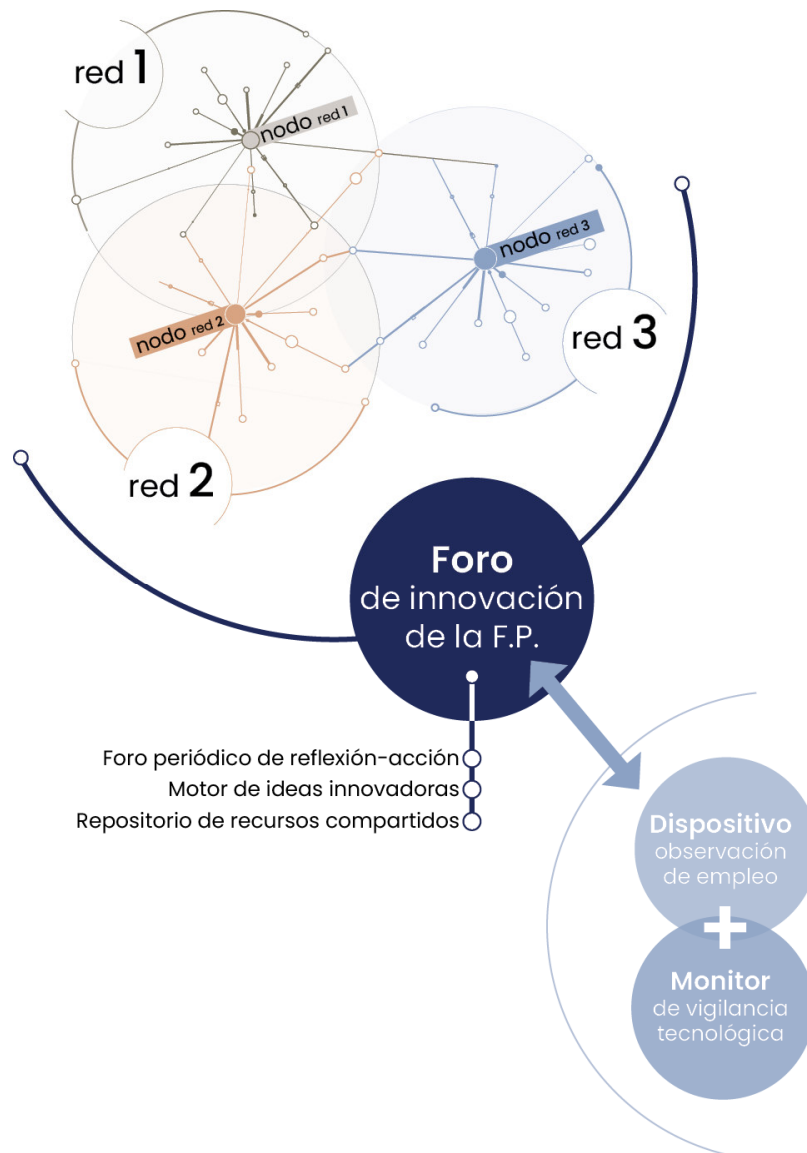 red 1
nodo red 1
nodo red 3
nodo red 2
red 3
red 2
Foro
de innovación
de la F.P.
Foro periódico de reflexión-acción
Motor de ideas innovadoras
Repositorio de recursos compartidos
Dispositivo
observación
de empleo
+
Monitor
de vigilancia
tecnológica